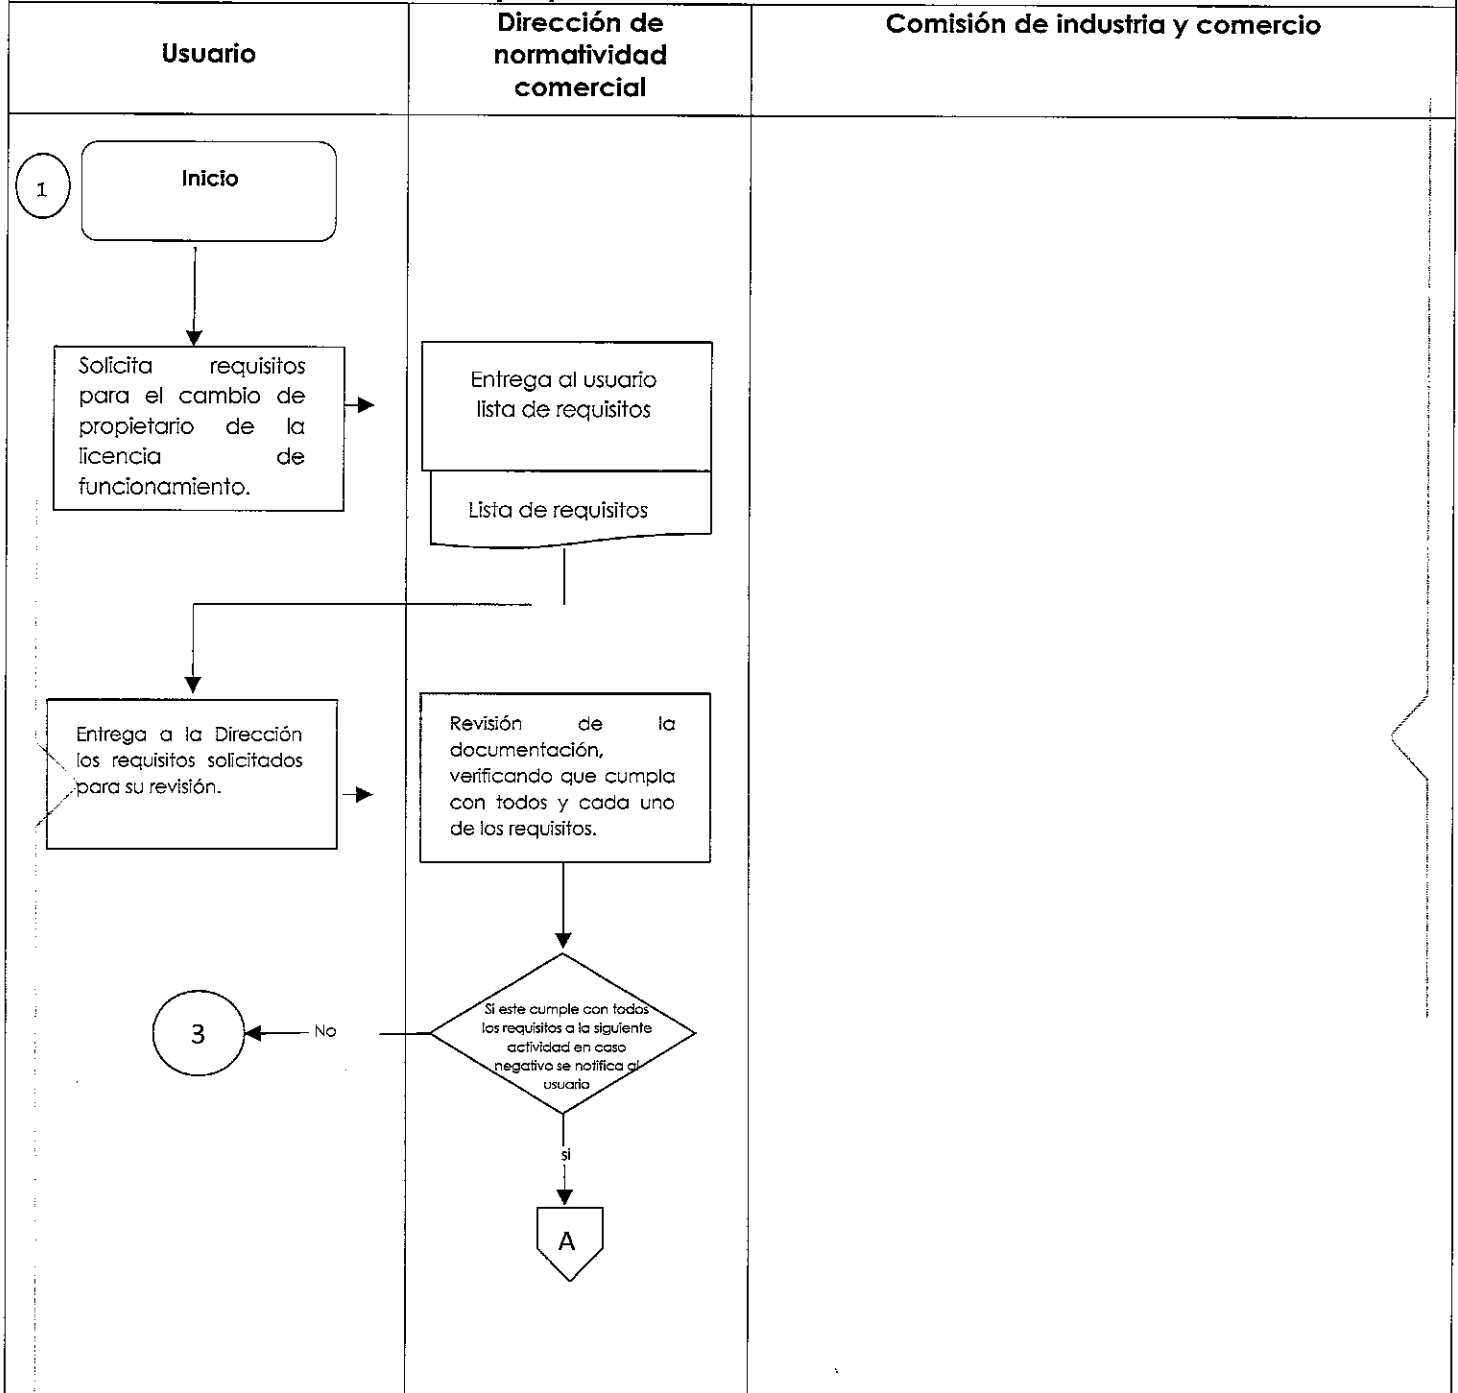 Usuario
Dirección de
normatividad
comercial
Comisión de industria y comercio
1
Inicio
Solicita requisitos
para el cambio de
propietario de la
licencia de
funcionamiento.
Entrega al usuario
lista de requisitos
Lista de requisitos
Entrega a la Dirección
los requisitos solicitados
para su revisión.
Revisión de la
documentación,
verificando que cumpla
con todos y cada uno
de los requisitos.
Si este cumple con todos
los requisitos a la siguiente
actividad en caso
negativo se notifica al
usuario
No
3
si
A